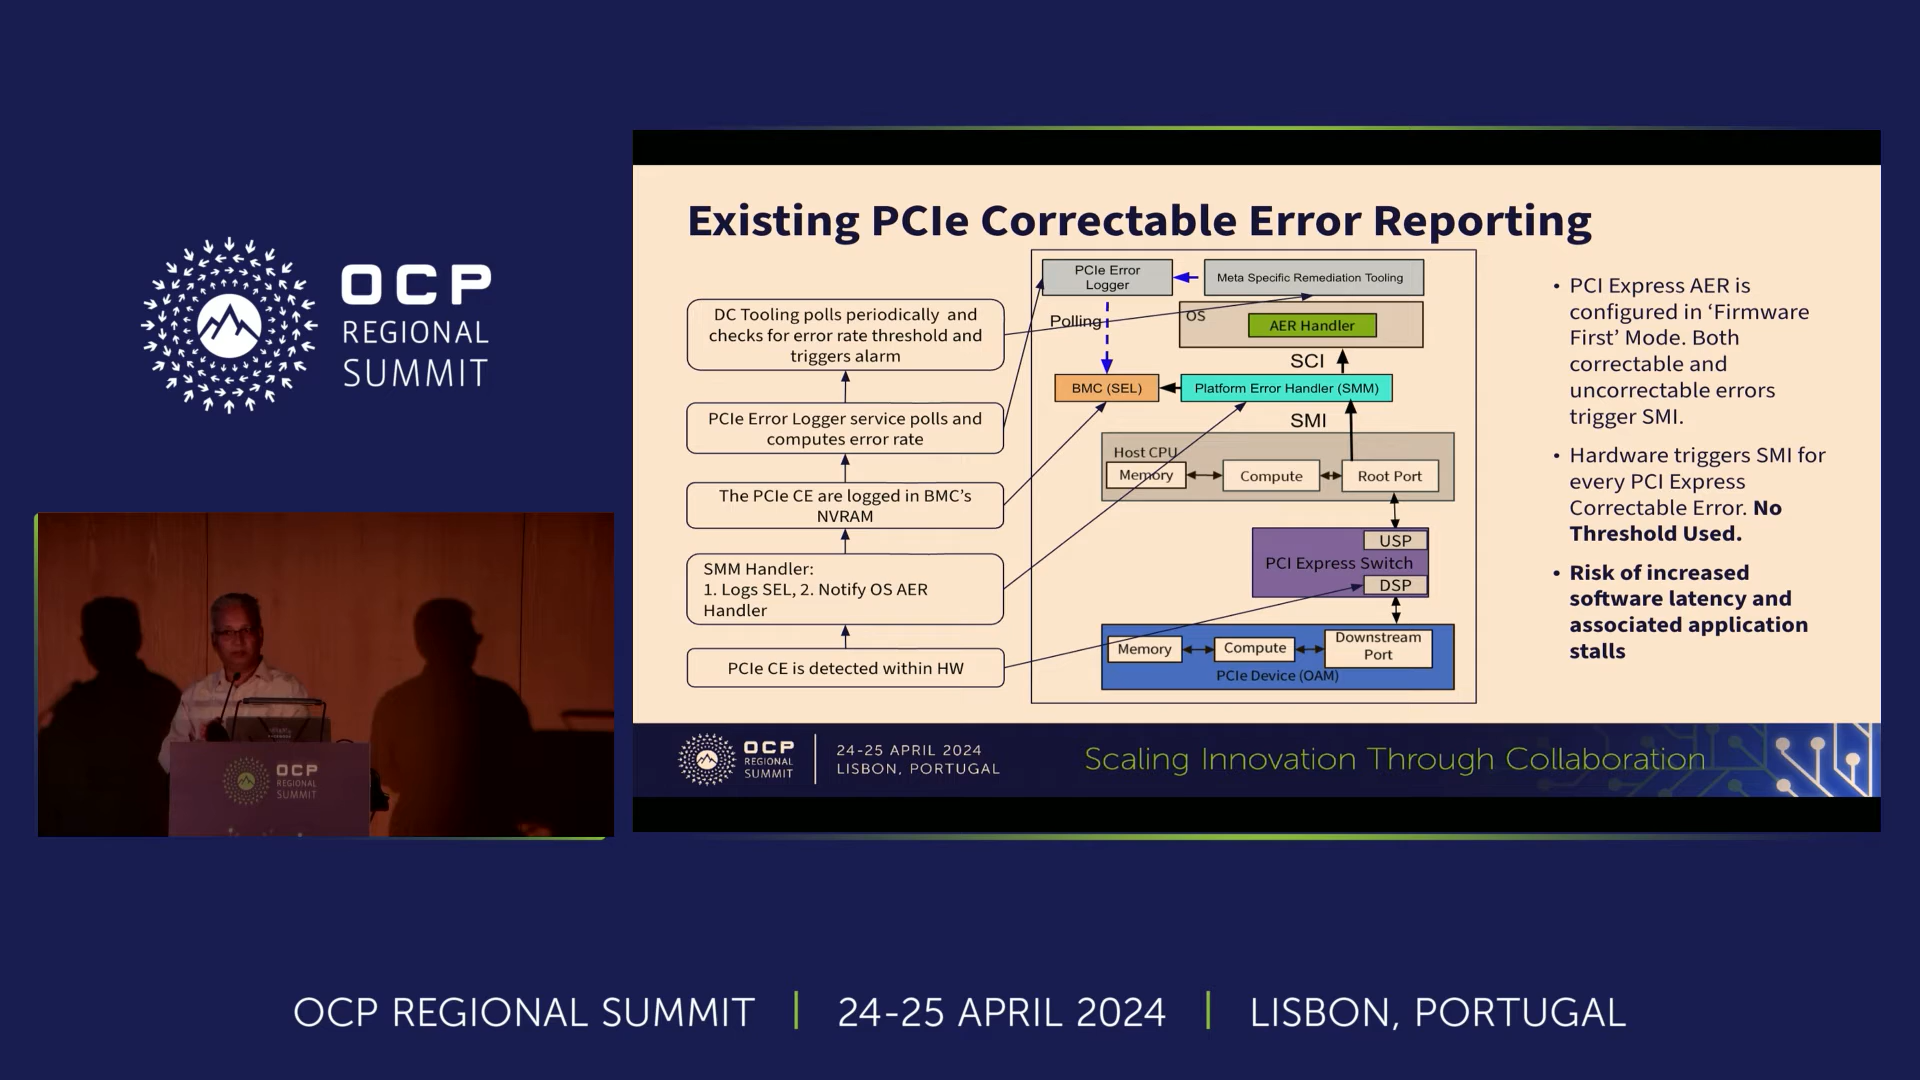 OCP
REGIONAL
SUMMIT
OCP
REGIONAL
SUMMIT
Existing PCIe Correctable Error Reporting
DC Tooling polls periodically and
checks for error rate threshold and
triggers alarm
PCIe Error Logger service polls and
computes error rate
The PCIe CE are logged in BMC’s
NVRAM
SMM Handler:
1. Logs SEL, 2. Notify OS AER
Handler
PCIe CE is detected within HW
PCIe Error
Logger
Meta Specific Remediation Tooling
Polling
OS
AER Handler
SCI
BMC (SEL)
Platform Error Handler (SMM)
SMI
Host CPU
Memory
Compute
Root Port
USP
PCI Express Switch
DSP
Memory
Compute
Downstream
Port
PCIe Device (OAM)
• PCI Express AER is
configured in ‘Firmware
First’ Mode. Both
correctable and
uncorrectable errors
trigger SMI.
• Hardware triggers SMI for
every PCI Express
Correctable Error. No
Threshold Used.
• Risk of increased
software latency and
associated application
stalls
OCP
REGIONAL
SUMMIT
24-25 APRIL 2024
LISBON, PORTUGAL
Scaling Innovation Through Collaboration
OCP REGIONAL SUMMIT | 24-25 APRIL 2024 | LISBON, PORTUGAL